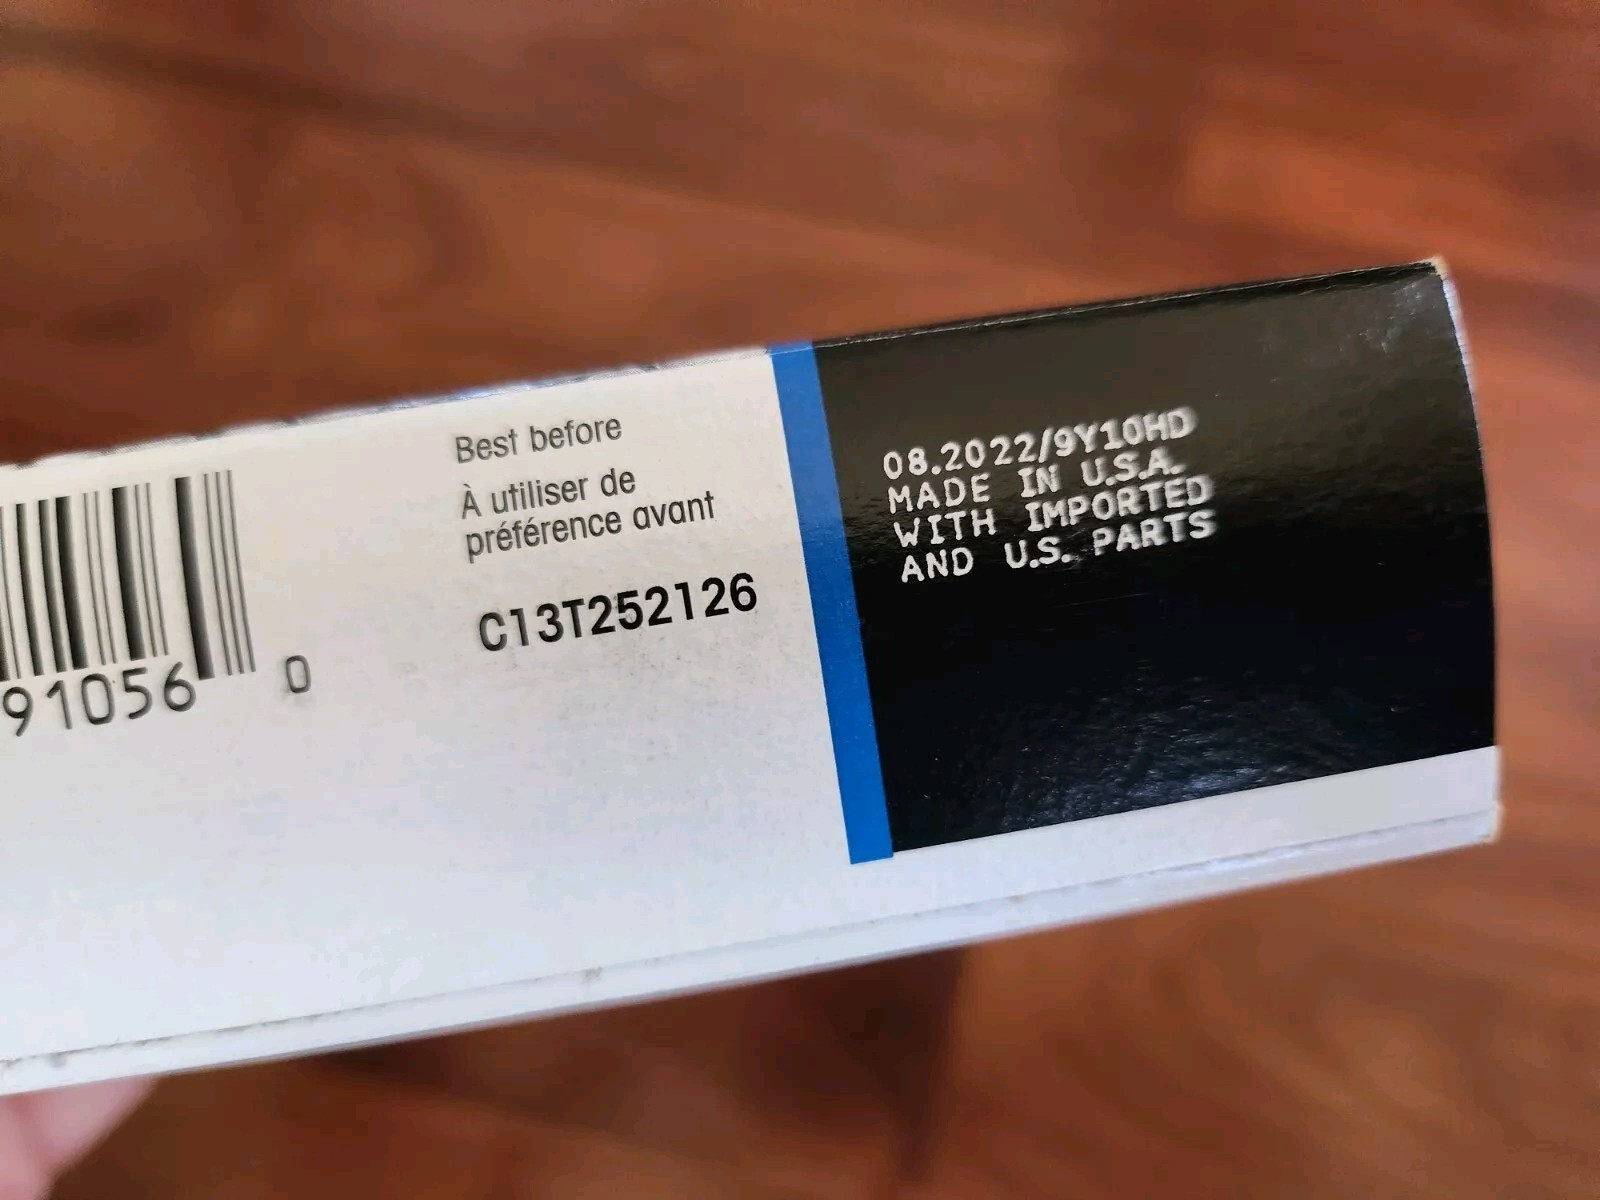 Best before
À utiliser de
préférence avant
C13T252126
91056 0
08.2022/9Y10HD
MADE IN U.S.A.
WITH IMPORTED
AND U.S. PARTS